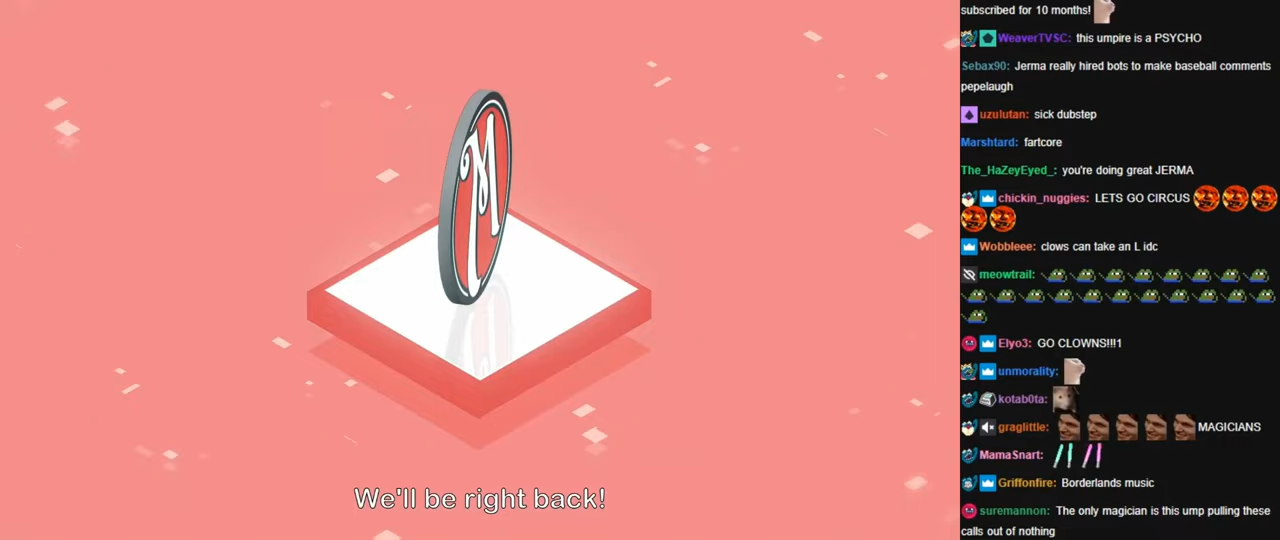 M
We'll be right back!
subscribed for 10 months!
WeaverTVSC: this umpire is a PSYCHO
Sebax90: Jerma really hired bots to make baseball comments
pepelaugh
uzulutan: sick dubstep
Marshtard: fartcore
The_HaZeyEyed_: you're doing great JERMA
chickin_nuggies: LETS GO CIRCUS
Wobbleee: clows can take an L idc
meowtrail:
Elyo3: GO CLOWNS!!!1
unmorality:
kotab0ta:
graglittle: MAGICIANS
MamaSnart:
Griffonfire: Borderlands music
suremannon: The only magician is this ump pulling these
calls out of nothing